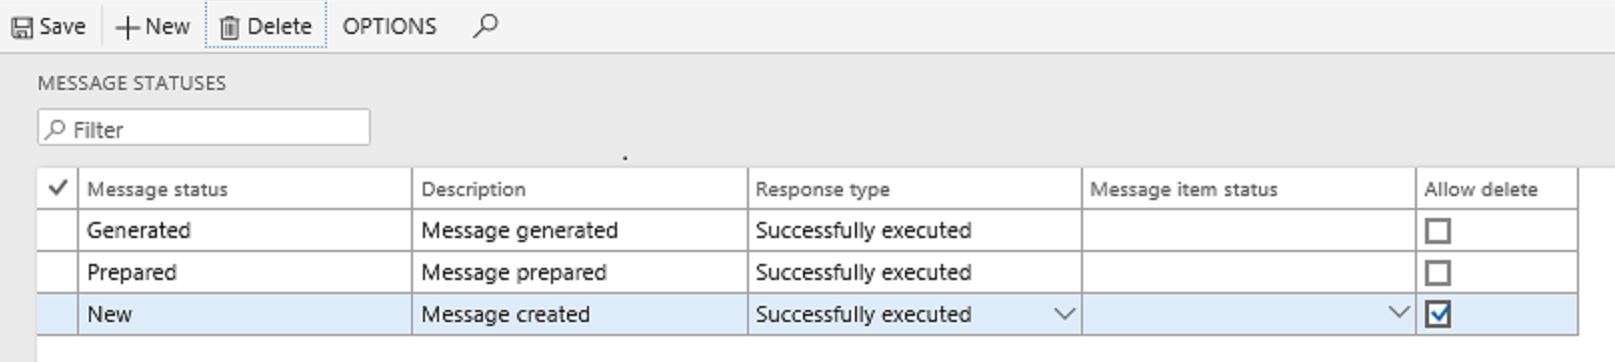 Save New Delete OPTIONS
MESSAGE STATUSES
Filter
Message status Description Response type Message item status Allow delete
Generated Message generated Successfully executed
Prepared Message prepared Successfully executed
New Message created Successfully executed